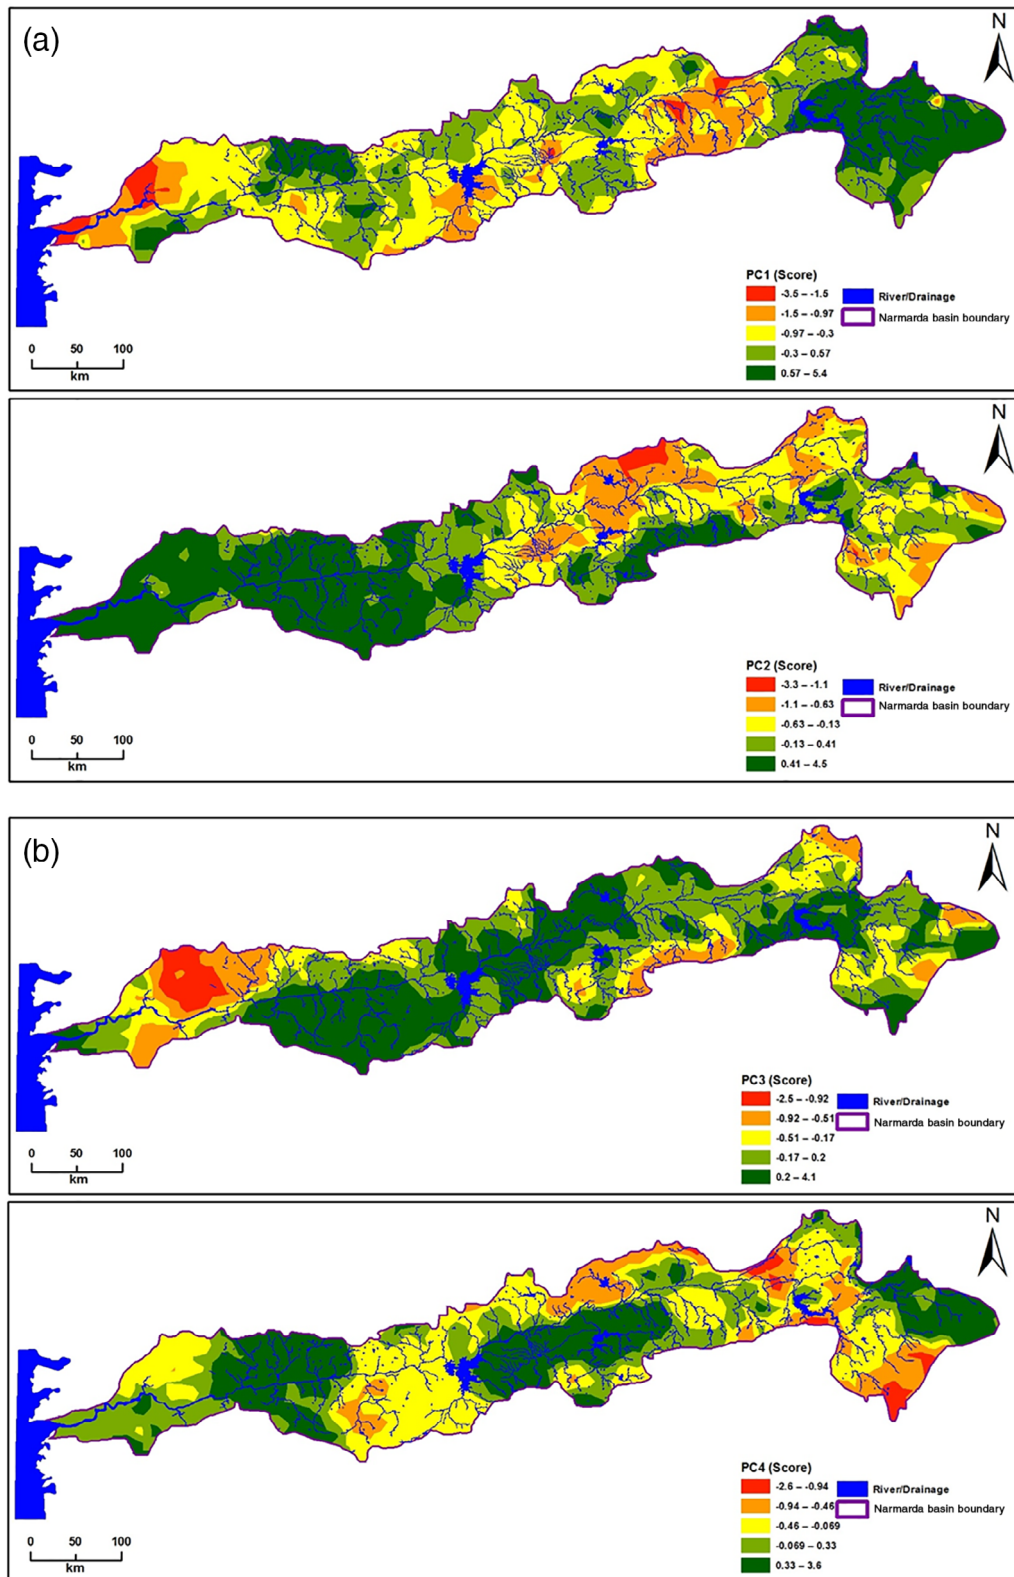 (a)
N
PC1 (Score)
-3.5 – -1.5
River/Drainage
-1.5 – -0.97
Narmarda basin boundary
-0.97 – -0.3
-0.3 – 0.57
0.57 – 5.4
0 50 100
km
N
PC2 (Score)
-3.3 – -1.1
River/Drainage
-1.1 – -0.63
Narmarda basin boundary
-0.63 – -0.13
-0.13 – 0.41
0.41 – 4.5
0 50 100
km
(b)
N
PC3 (Score)
-2.5 – -0.92
River/Drainage
-0.92 – -0.51
Narmarda basin boundary
-0.51 – -0.17
-0.17 – 0.2
0.2 – 4.1
0 50 100
km
N
PC4 (Score)
-2.6 – -0.94
River/Drainage
-0.94 – -0.46
Narmarda basin boundary
-0.46 – -0.069
-0.069 – 0.33
0.33 – 3.6
0 50 100
km